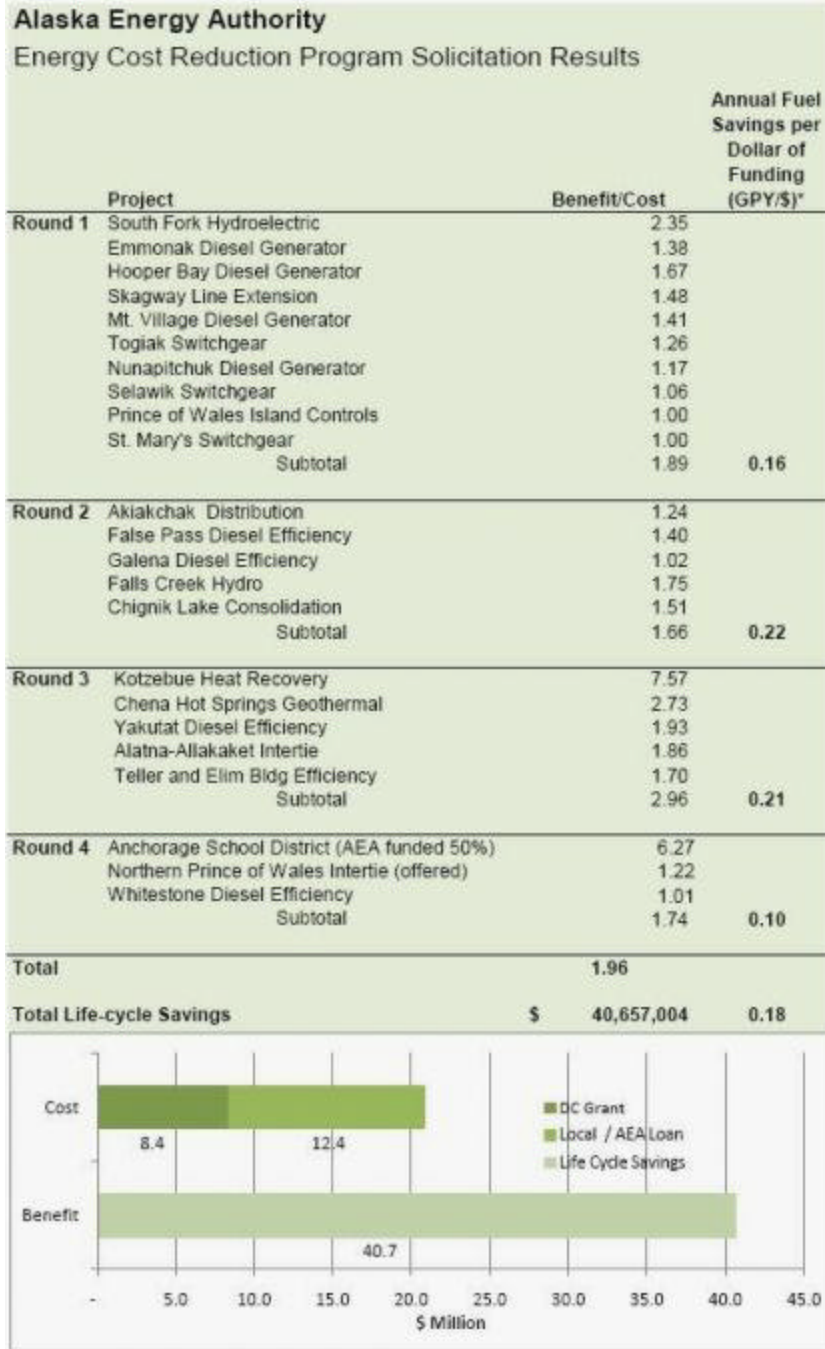 Alaska Energy Authority
Energy Cost Reduction Program Solicitation Results
Annual Fuel
Savings per
Dollar of
Funding
Project Benefit/Cost (GPY/$)*
Round 1 South Fork Hydroelectric 2.35
Emmonak Diesel Generator 1.38
Hooper Bay Diesel Generator 1.67
Skagway Line Extension 1.48
Mt. Village Diesel Generator 1.41
Togiak Switchgear 1.26
Nunapitchuk Diesel Generator 1.17
Selawik Switchgear 1.06
Prince of Wales Island Controls 1.00
St. Mary's Switchgear 1.00
Subtotal 1.89 0.16
Round 2 Akiakchak Distribution 1.24
False Pass Diesel Efficiency 1.40
Galena Diesel Efficiency 1.02
Falls Creek Hydro 1.75
Chignik Lake Consolidation 1.51
Subtotal 1.66 0.22
Round 3 Kotzebue Heat Recovery 7.57
Chena Hot Springs Geothermal 2.73
Yakutat Diesel Efficiency 1.93
Alatna-Allakaket Intertie 1.86
Teller and Elim Bldg Efficiency 1.70
Subtotal 2.96 0.21
Round 4 Anchorage School District (AEA funded 50%) 6.27
Northern Prince of Wales Intertie (offered) 1.22
Whitestone Diesel Efficiency 1.01
Subtotal 1.74 0.10
Total 1.96
Total Life-cycle Savings $ 40,657,004 0.18
Cost
8.4 12.4
DC Grant
Local / AEA Loan
Life Cycle Savings
Benefit
40.7
- 5.0 10.0 15.0 20.0 25.0 30.0 35.0 40.0 45.0
$ Million